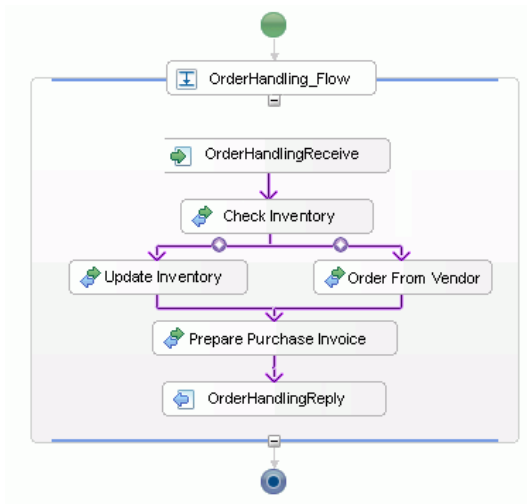 OrderHandling_Flow
OrderHandlingReceive
Check Inventory
Update Inventory
Order From Vendor
Prepare Purchase Invoice
OrderHandlingReply